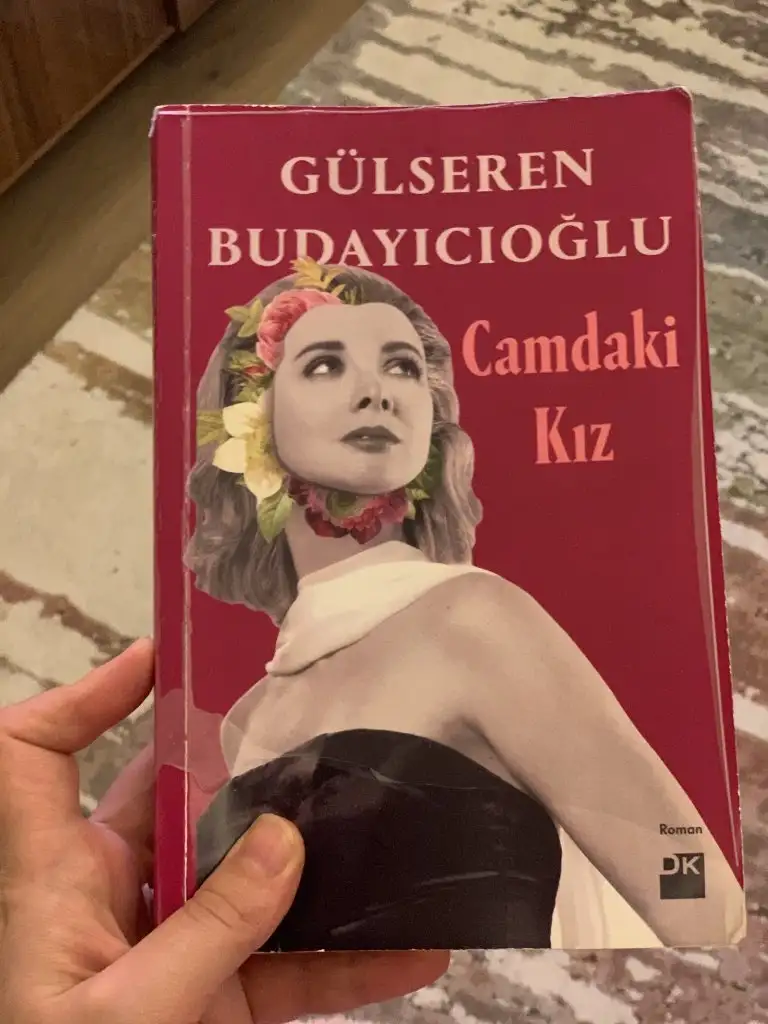 GÜLSEREN
BUDAYICIOĞLU
Camdaki
Kız
Roman
DK